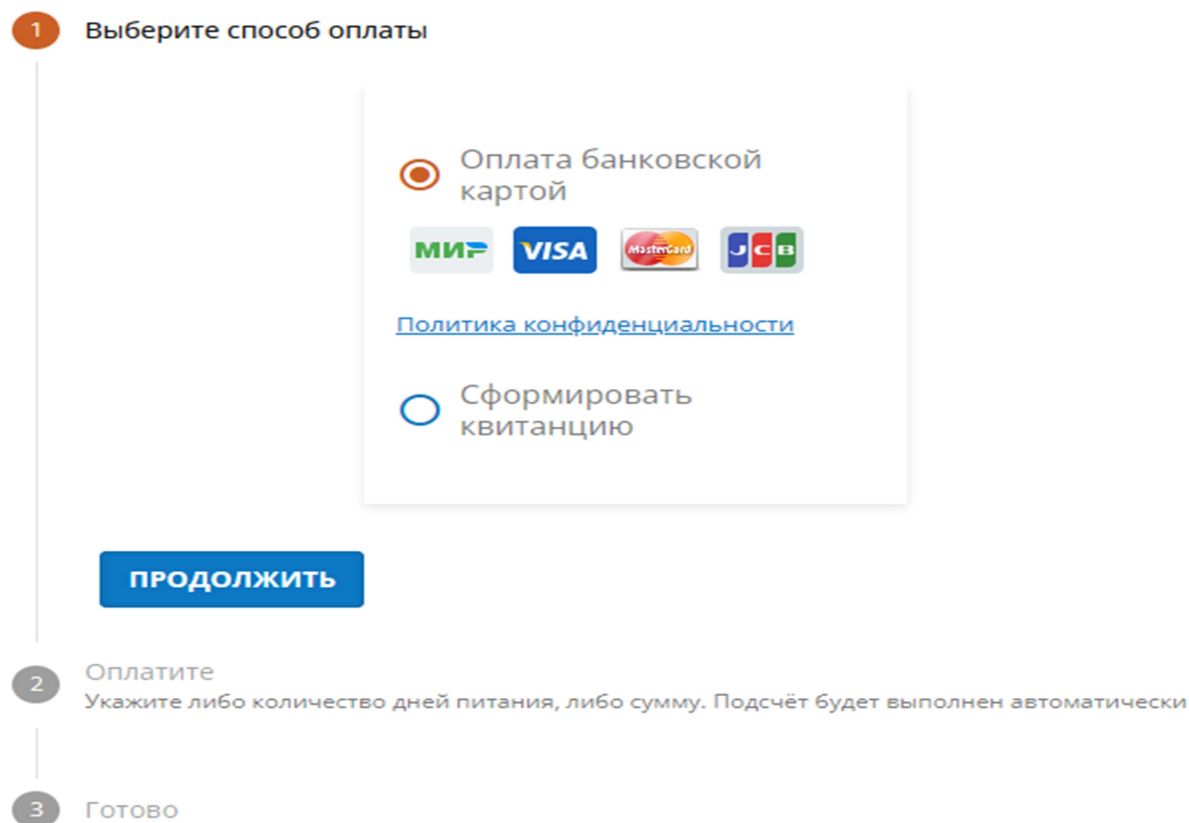 1 Выберите способ оплаты
Оплата банковской
картой
МИР VISA MasterCard JCB
Политика конфиденциальности
Сформировать
квитанцию
ПРОДОЛЖИТЬ
2 Оплатите
Укажите либо количество дней питания, либо сумму. Подсчёт будет выполнен автоматически
3 Готово